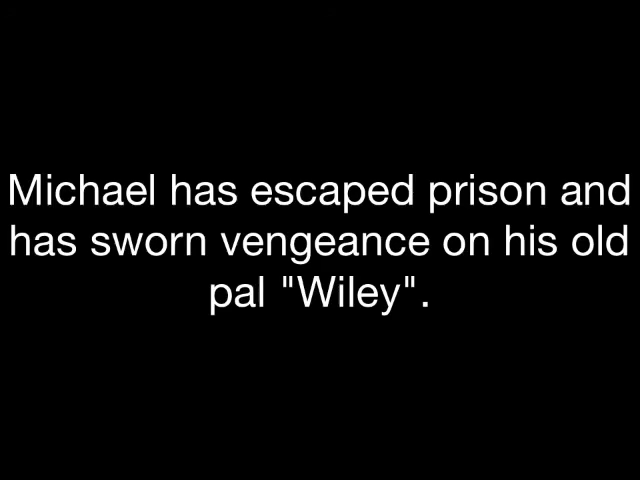 Michael has escaped prison and
has sworn vengeance on his old
pal "Wiley".